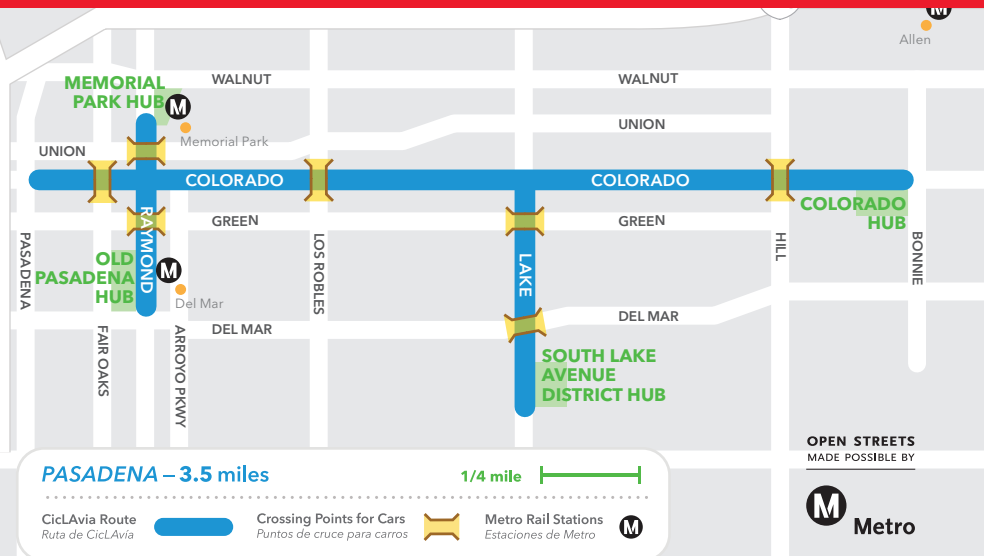 M
Allen
MEMORIAL
PARK HUB
M
Memorial Park
WALNUT
WALNUT
UNION
UNION
COLORADO
COLORADO
COLORADO
HUB
RAYMOND
GREEN
GREEN
PASADENA
LOS ROBLES
HILL
BONNIE
OLD
PASADENA
HUB
M
Del Mar
LAKE
DEL MAR
DEL MAR
FAIR OAKS
ARROYO PKWY
SOUTH LAKE
AVENUE
DISTRICT HUB
OPEN STREETS
MADE POSSIBLE BY
M Metro
PASADENA – 3.5 miles
1/4 mile
CicLAvia Route
Ruta de CicLAvía
Crossing Points for Cars
Puntos de cruce para carros
Metro Rail Stations
Estaciones de Metro
M